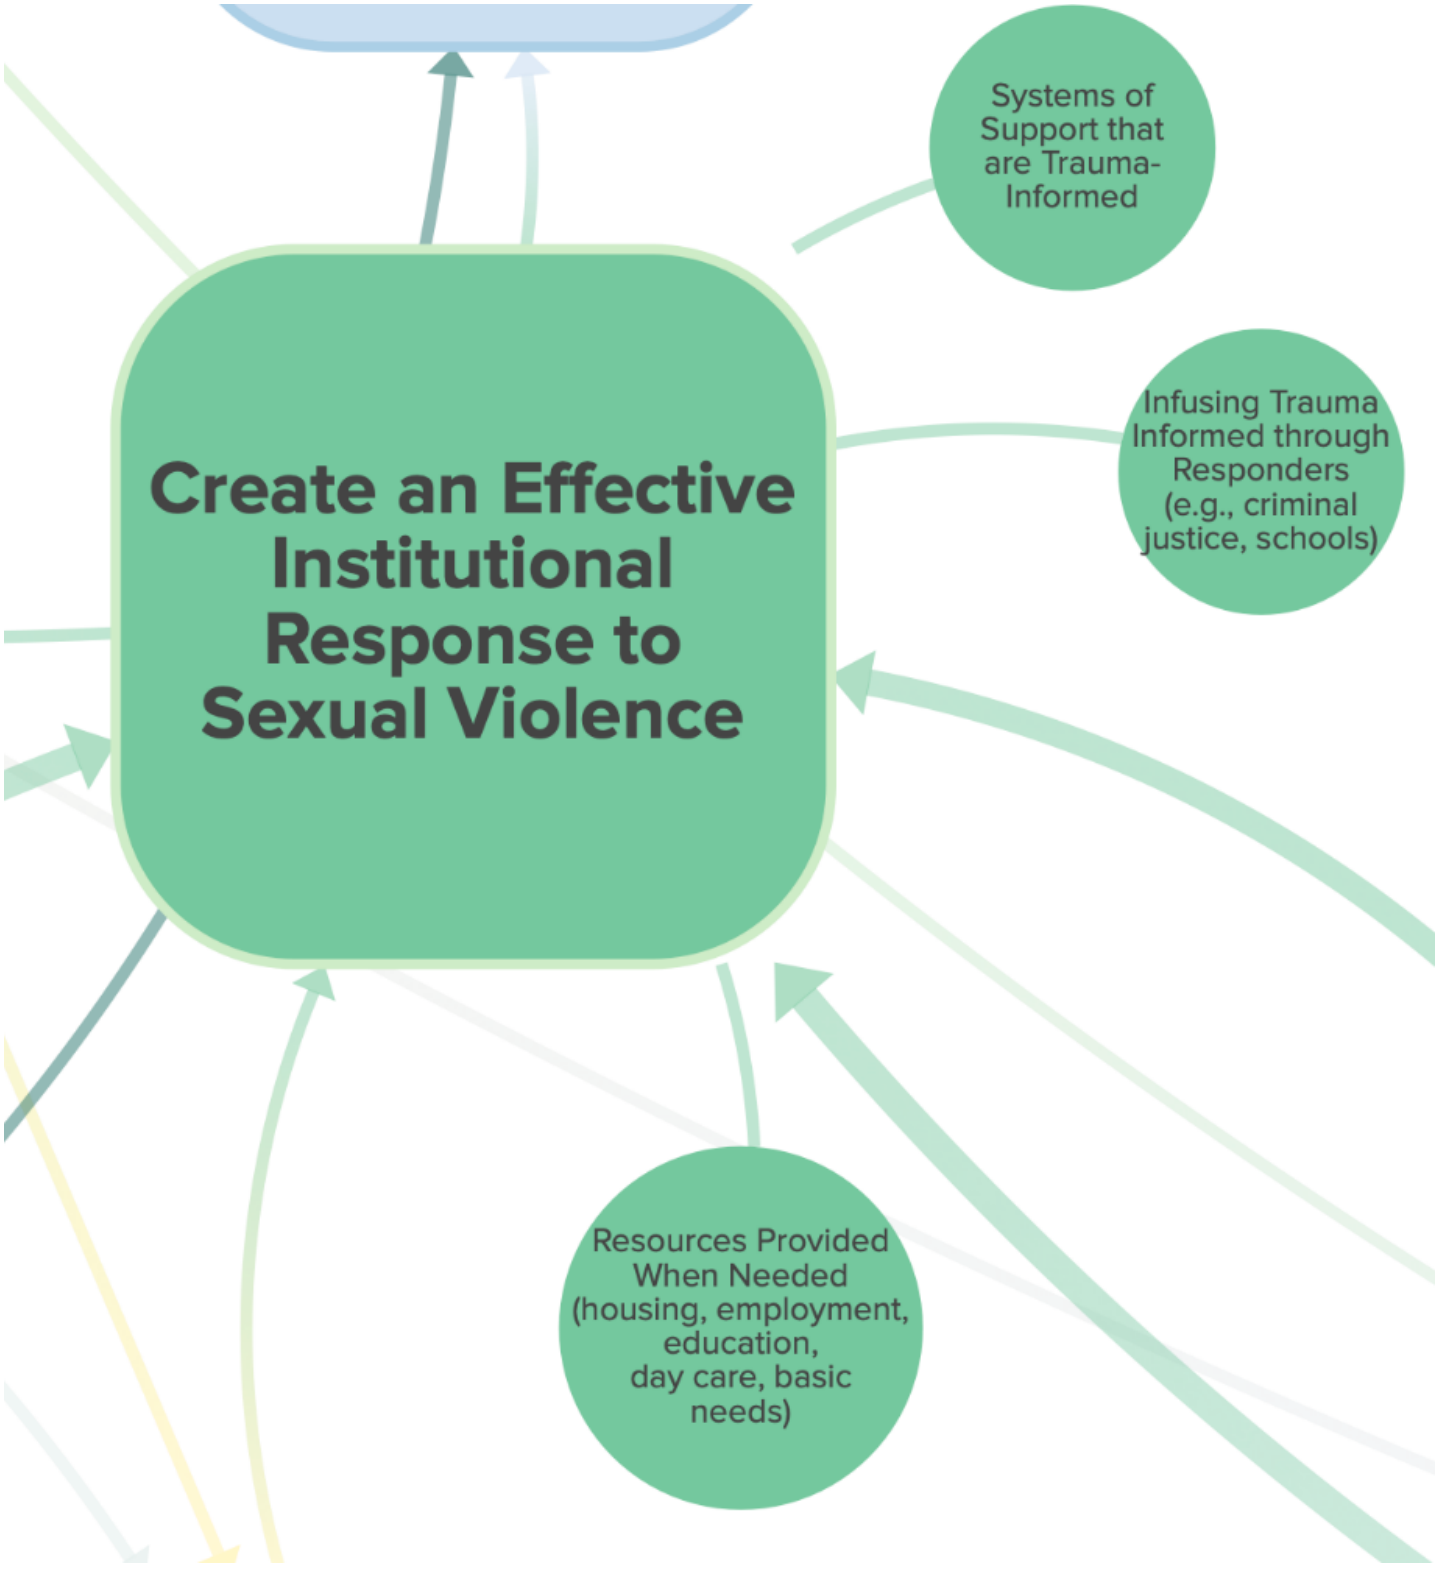 Systems of
Support that
are Trauma-
Informed
Infusing Trauma
Informed through
Responders
(e.g., criminal
justice, schools)
Create an Effective
Institutional
Response to
Sexual Violence
Resources Provided
When Needed
(housing, employment,
education,
day care, basic
needs)